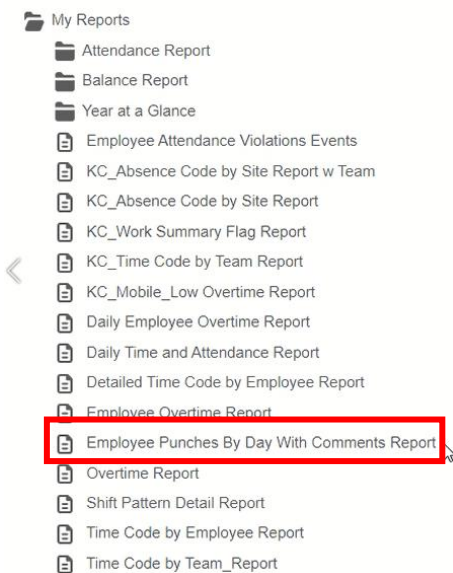 My Reports
Attendance Report
Balance Report
Year at a Glance
Employee Attendance Violations Events
KC_Absence Code by Site Report w Team
KC_Absence Code by Site Report
KC_Work Summary Flag Report
KC_Time Code by Team Report
KC_Mobile_Low Overtime Report
Daily Employee Overtime Report
Daily Time and Attendance Report
Detailed Time Code by Employee Report
Employee Overtime Report
Employee Punches By Day With Comments Report
Overtime Report
Shift Pattern Detail Report
Time Code by Employee Report
Time Code by Team_Report